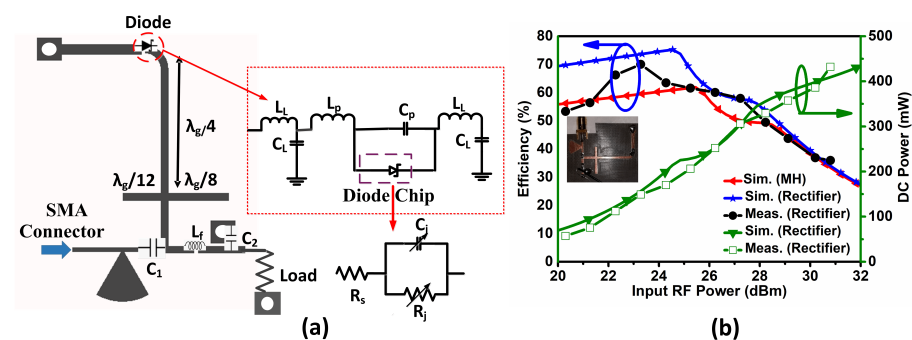 Diode
λg/4
λg/12
λg/8
SMA
Connector
C1
Lf
C2
Load
LL
Lp
Cp
LL
CL
CL
Diode Chip
Cj
Rs
Rj
(a)
80
70
60
50
40
30
20
10
0
Efficiency (%)
500
400
300
200
100
0
DC Power (mW)
Sim. (MH)
Sim. (Rectifier)
Meas. (Rectifier)
Sim. (Rectifier)
Meas. (Rectifier)
20 22 24 26 28 30 32
Input RF Power (dBm)
(b)